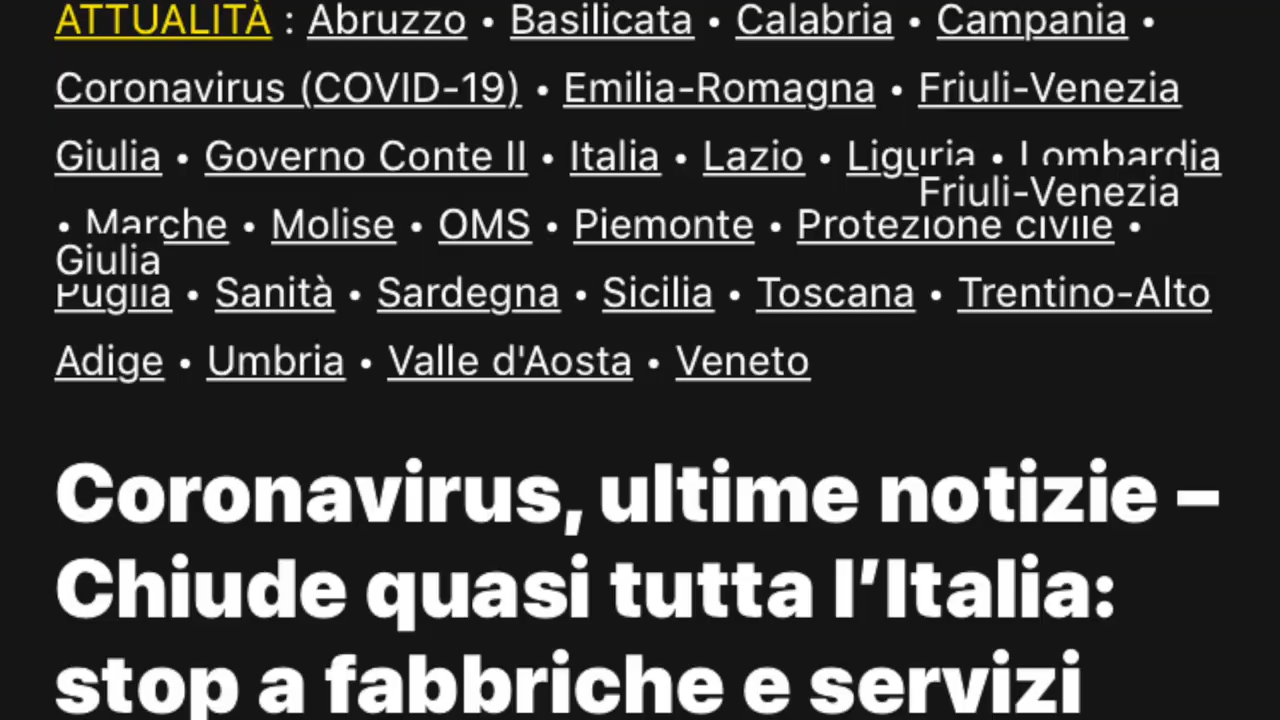 ATTUALITÀ : Abruzzo • Basilicata • Calabria • Campania •
Coronavirus (COVID-19) • Emilia-Romagna • Friuli-Venezia
Giulia • Governo Conte II • Italia • Lazio • Liguria • Lombardia
Friuli-Venezia
• Marche • Molise • OMS • Piemonte • Protezione civile •
Giulia
Puglia • Sanità • Sardegna • Sicilia • Toscana • Trentino-Alto
Adige • Umbria • Valle d'Aosta • Veneto
Coronavirus, ultime notizie –
Chiude quasi tutta l’Italia:
stop a fabbriche e servizi